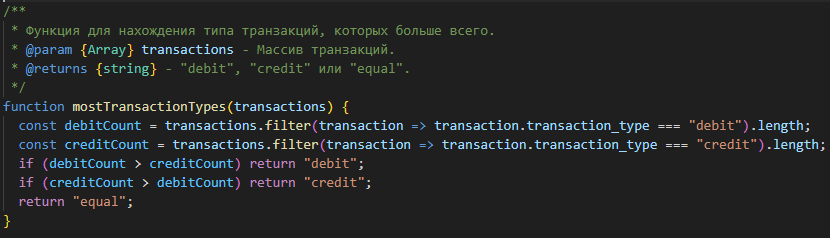 /**
 * Функция для нахождения типа транзакций, которых больше всего.
 * @param {Array} transactions - Массив транзакций.
 * @returns {string} - "debit", "credit" или "equal".
 */
function mostTransactionTypes(transactions) {
  const debitCount = transactions.filter(transaction => transaction.transaction_type === "debit").length;
  const creditCount = transactions.filter(transaction => transaction.transaction_type === "credit").length;
  if (debitCount > creditCount) return "debit";
  if (creditCount > debitCount) return "credit";
  return "equal";
}